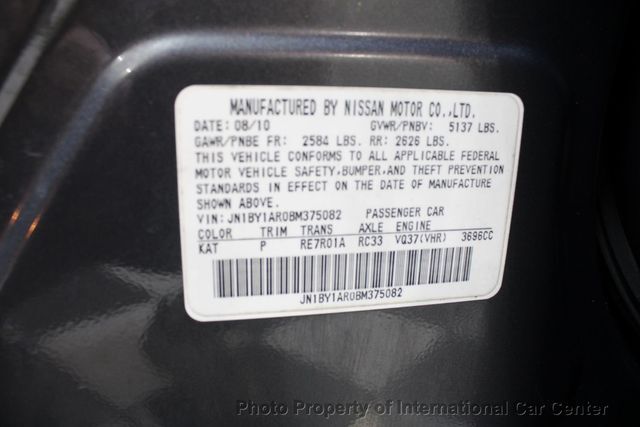 MANUFACTURED BY NISSAN MOTOR CO.,LTD.
DATE: 08/10 GVWR/PNBV: 5137 LBS.
GAWR/PNBE FR: 2584 LBS. RR: 2626 LBS.
THIS VEHICLE CONFORMS TO ALL APPLICABLE FEDERAL
MOTOR VEHICLE SAFETY,BUMPER,AND THEFT PREVENTION
STANDARDS IN EFFECT ON THE DATE OF MANUFACTURE
SHOWN ABOVE.
VIN: JN1BY1AR0BM375082 PASSENGER CAR
COLOR TRIM TRANS AXLE ENGINE
KAT P RE7R01A RC33 VQ37(VHR) 3696CC
JN1BY1AR0BM375082
Photo Property of International Car Center